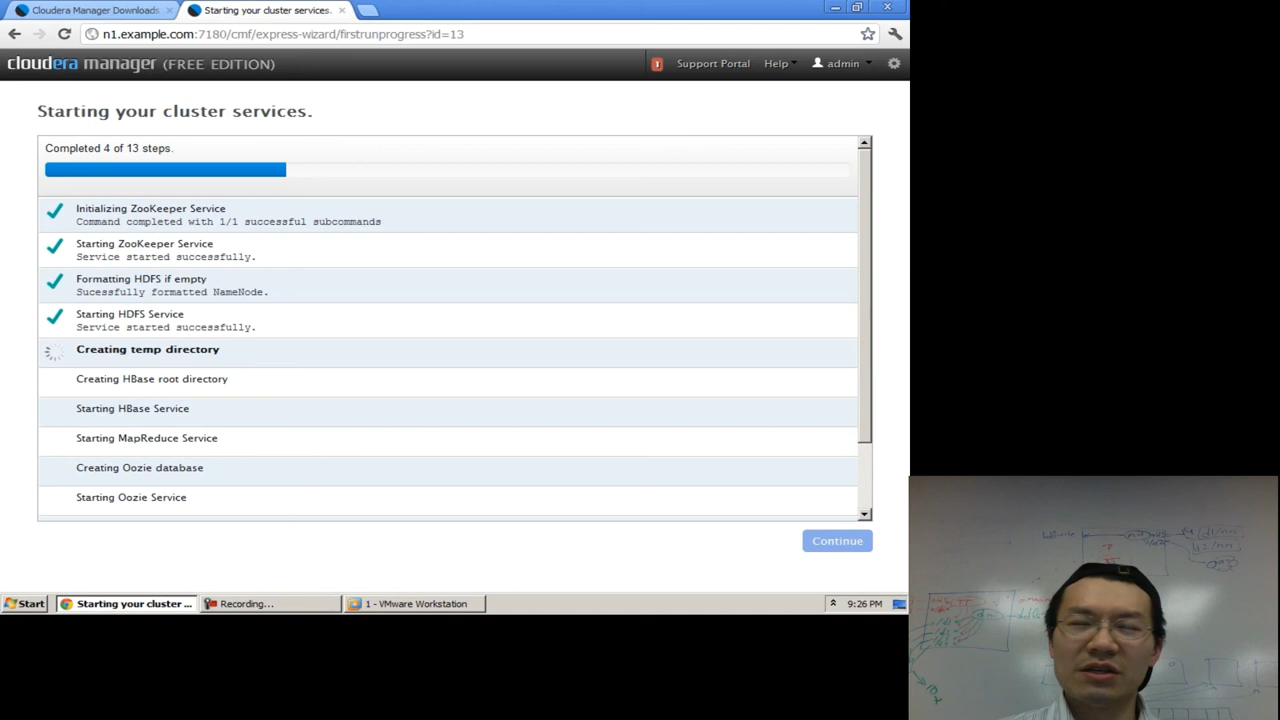 Cloudera Manager Downloads
Starting your cluster services.
n1.example.com:7180/cmf/express-wizard/firstrunprogress?id=13
cloudera manager (FREE EDITION)
Support Portal Help admin
Starting your cluster services.
Completed 4 of 13 steps.
Initializing ZooKeeper Service
Command completed with 1/1 successful subcommands
Starting ZooKeeper Service
Service started successfully.
Formatting HDFS if empty
Sucessfully formatted NameNode.
Starting HDFS Service
Service started successfully.
Creating temp directory
Creating HBase root directory
Starting HBase Service
Starting MapReduce Service
Creating Oozie database
Starting Oozie Service
Continue
Start
Starting your cluster ...
Recording...
1 - VMware Workstation
9:26 PM